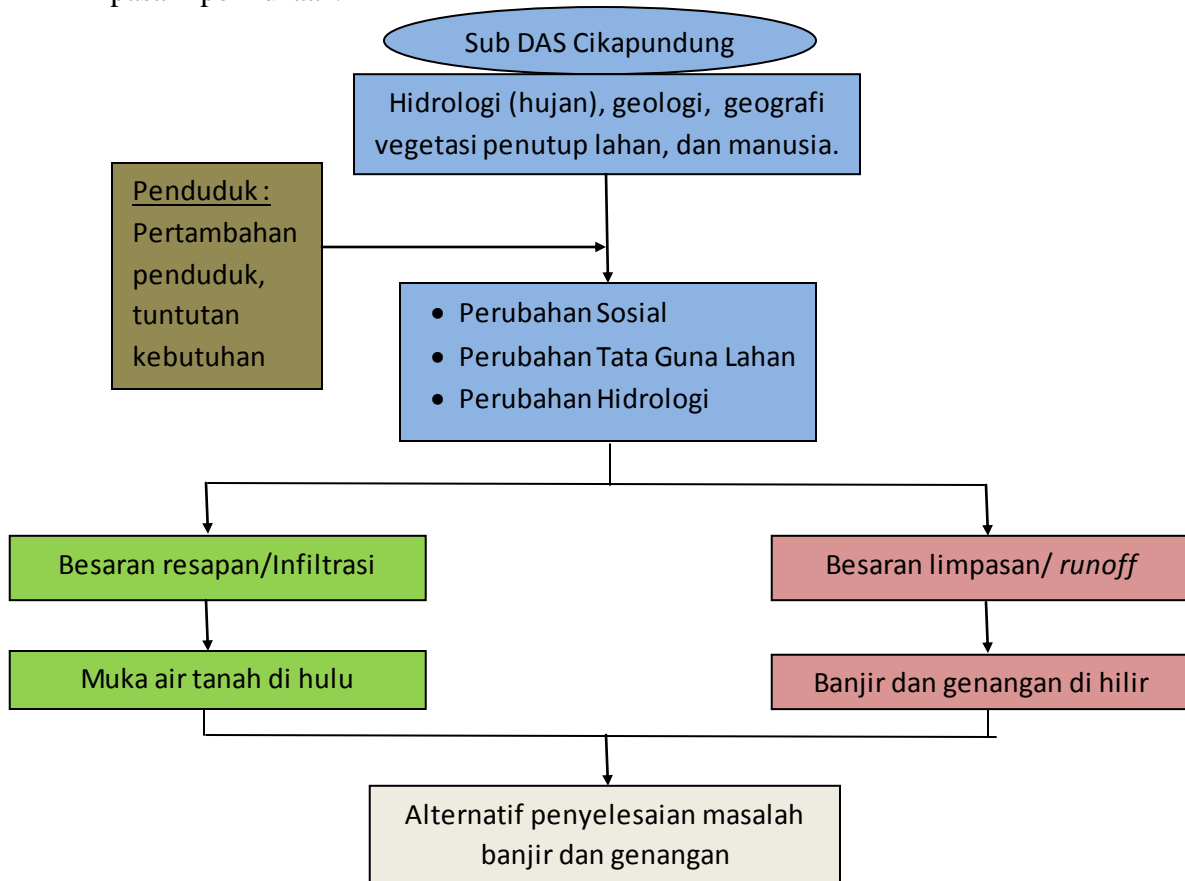 Sub DAS Cikapundung
Hidrologi (hujan), geologi, geografi
vegetasi penutup lahan, dan manusia.
Penduduk :
Pertambahan
penduduk,
tuntutan
kebutuhan
• Perubahan Sosial
• Perubahan Tata Guna Lahan
• Perubahan Hidrologi
Besaran resapan/Infiltrasi
Besaran limpasan/ runoff
Muka air tanah di hulu
Banjir dan genangan di hilir
Alternatif penyelesaian masalah
banjir dan genangan